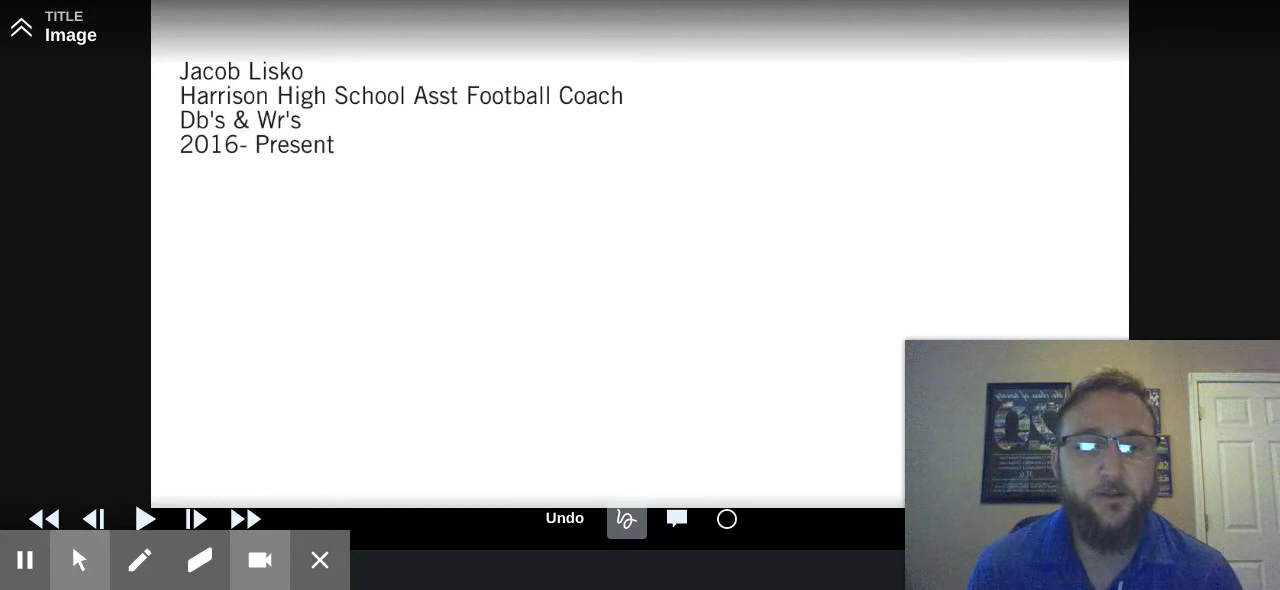 TITLE
Image
Jacob Lisko
Harrison High School Asst Football Coach
Db's & Wr's
2016- Present
Undo